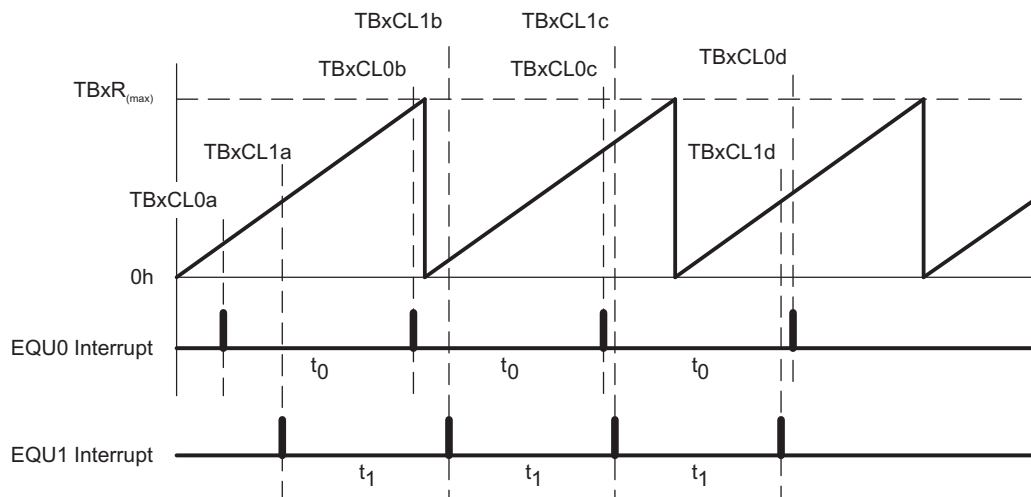 TBxCL1b
TBxCL1c
TBxCL0b
TBxCL0c
TBxCL0d
TBxR(max)
TBxCL1a
TBxCL1d
TBxCL0a
0h
EQU0 Interrupt
t0
t0
t0
EQU1 Interrupt
t1
t1
t1